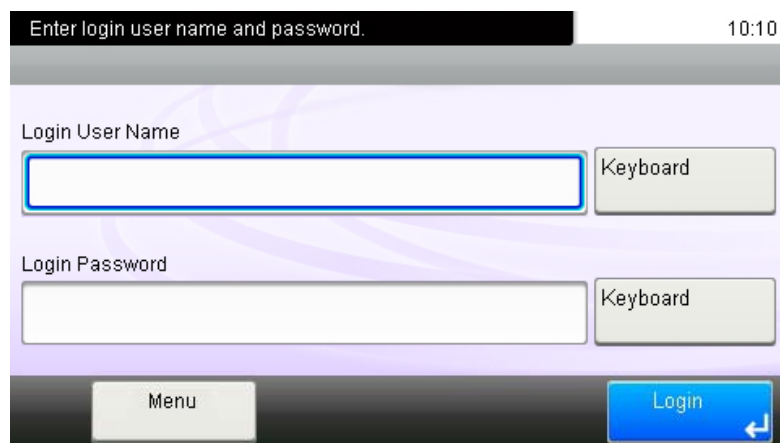 Enter login user name and password. 10:10
Login User Name
Keyboard
Login Password
Keyboard
Menu Login